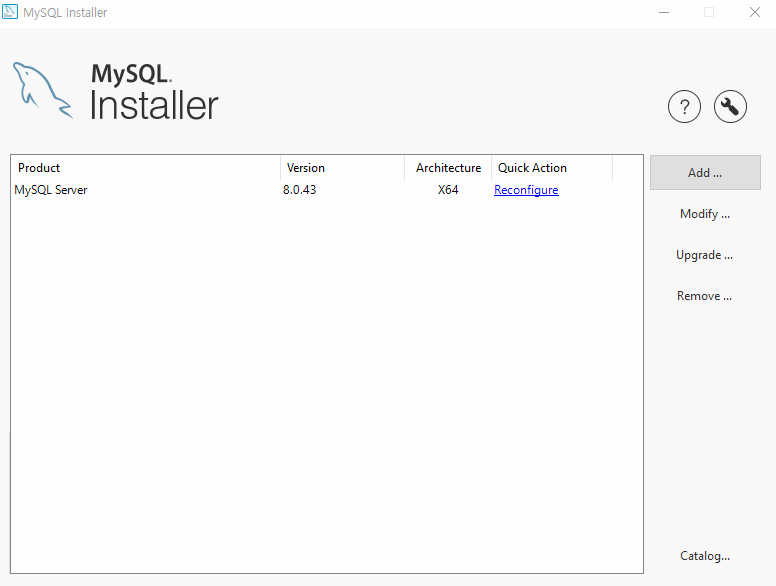 MySQL Installer
MySQL.
Installer
?
Product Version Architecture Quick Action
MySQL Server 8.0.43 X64 Reconfigure
Add ...
Modify ...
Upgrade ...
Remove ...
Catalog...